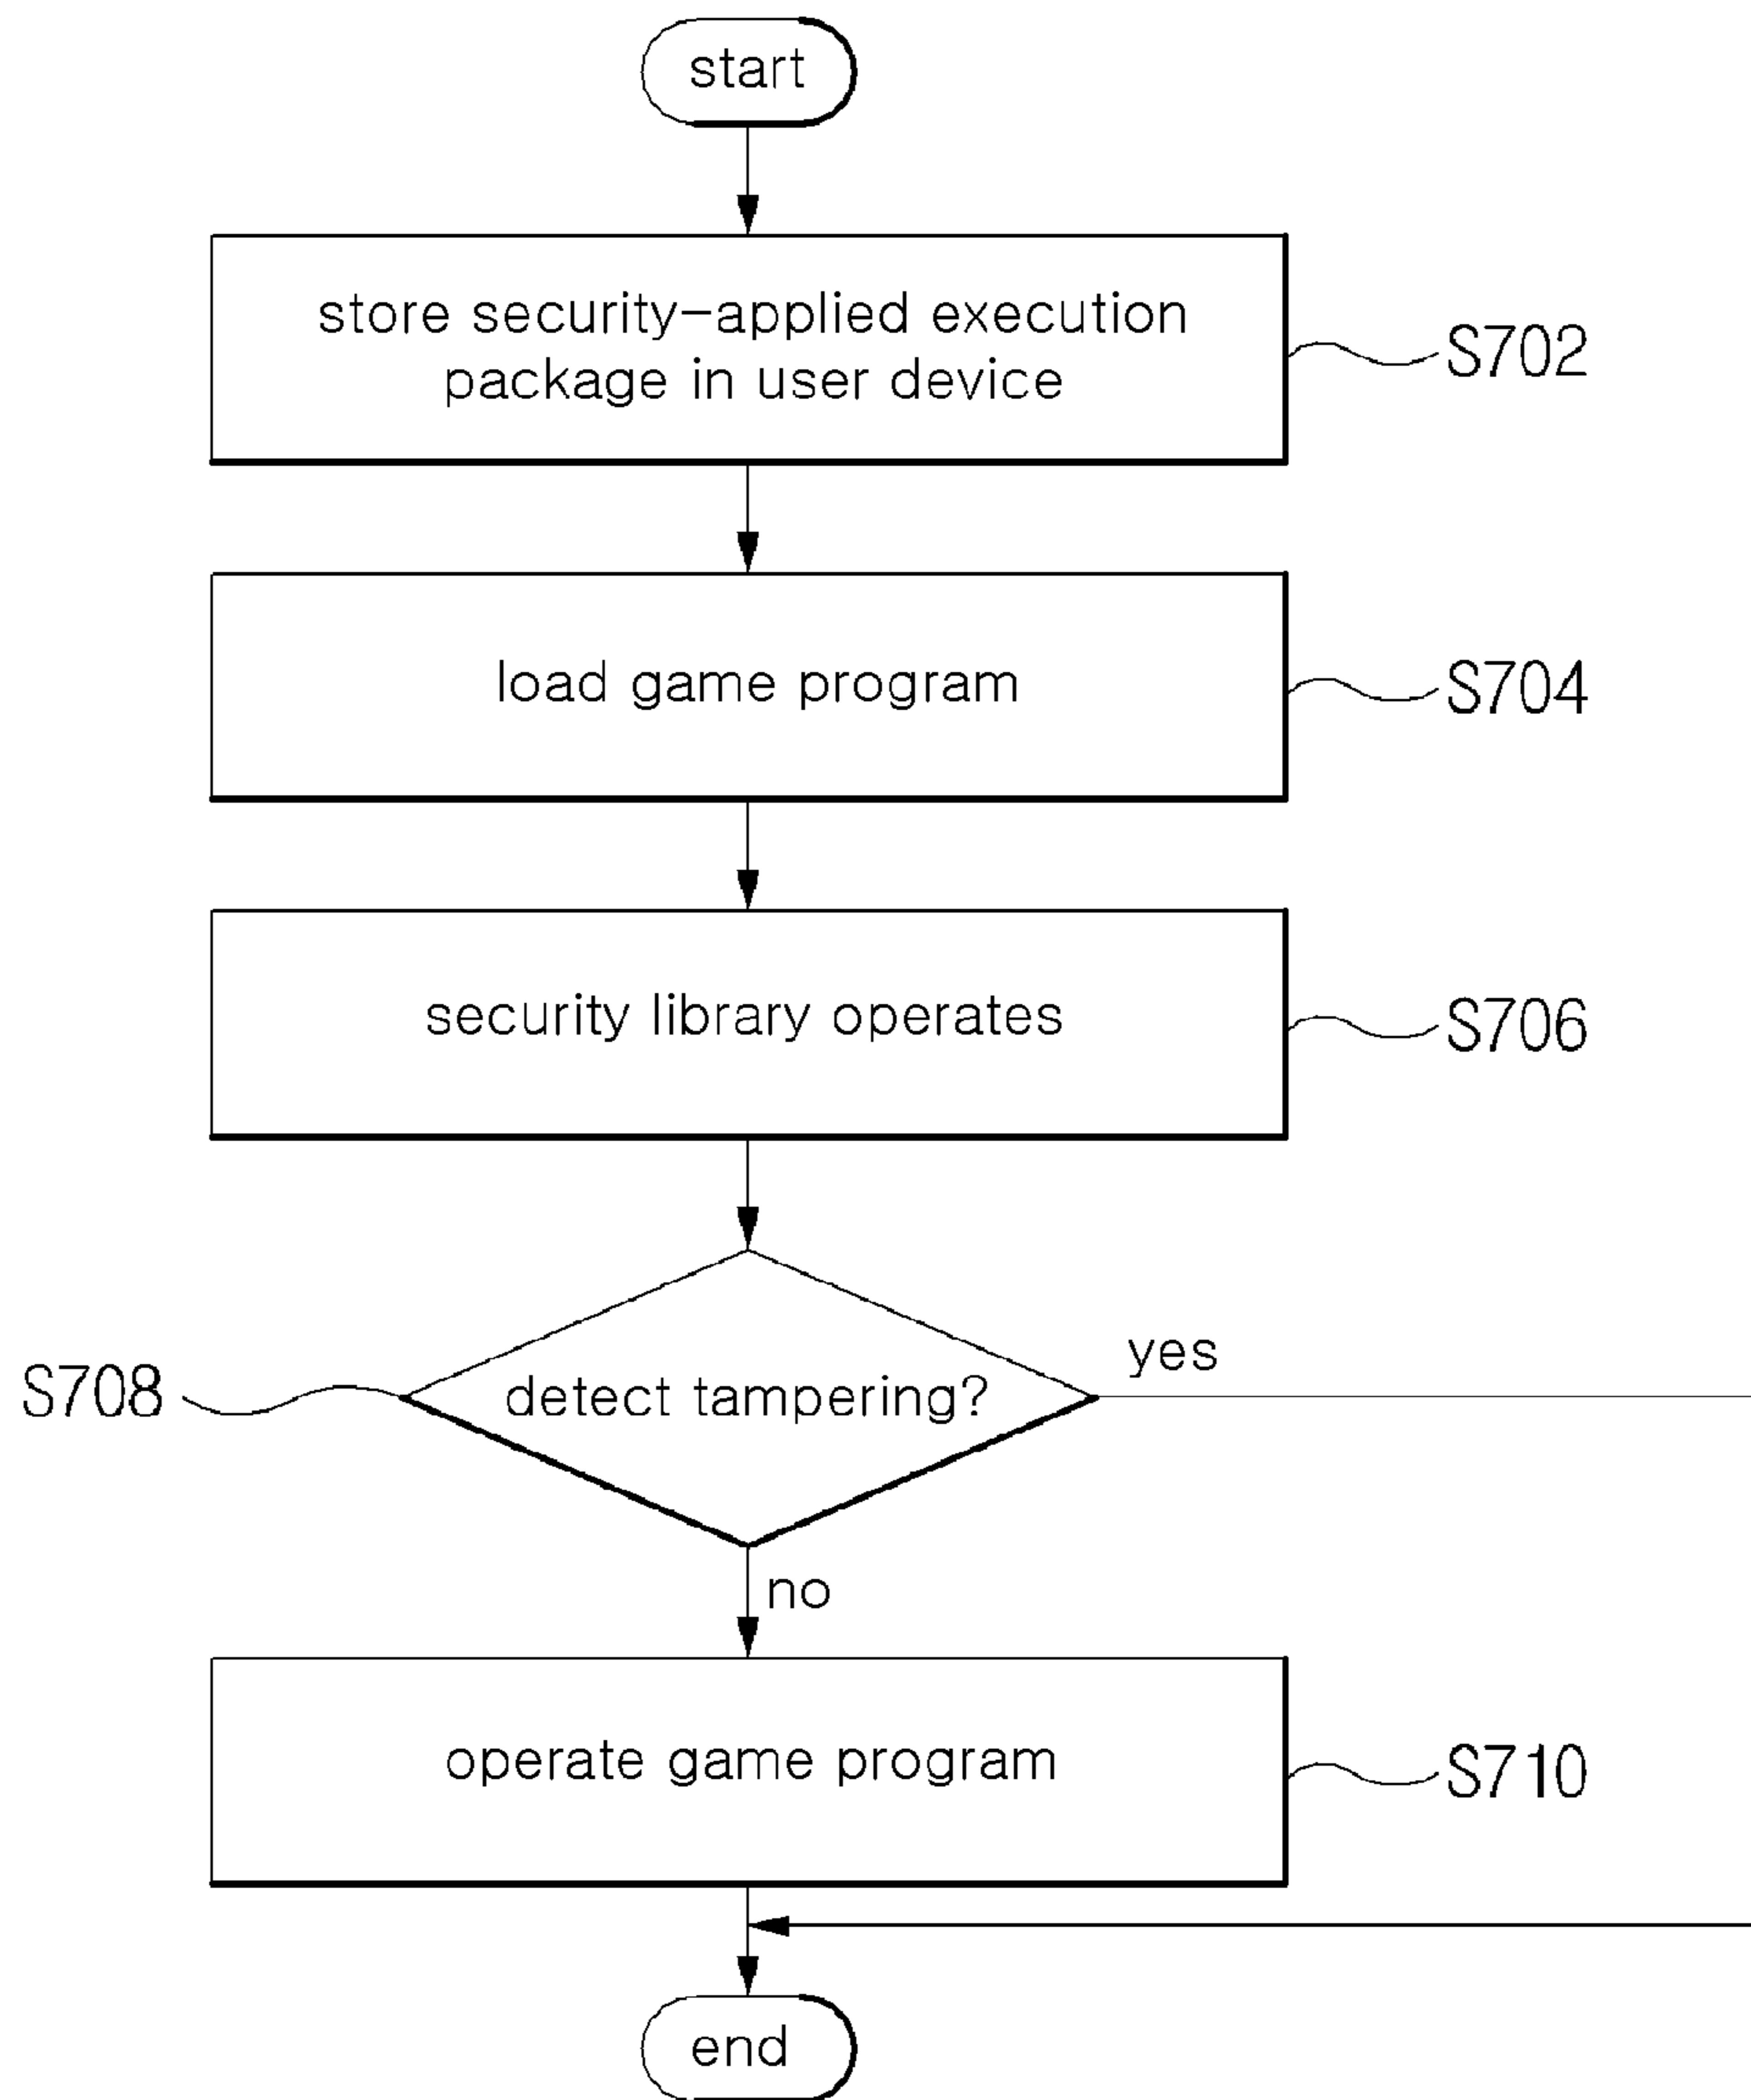 start
store security-applied execution
package in user device
S702
load game program
S704
security library operates
S706
detect tampering?
yes
S708
no
operate game program
S710
end